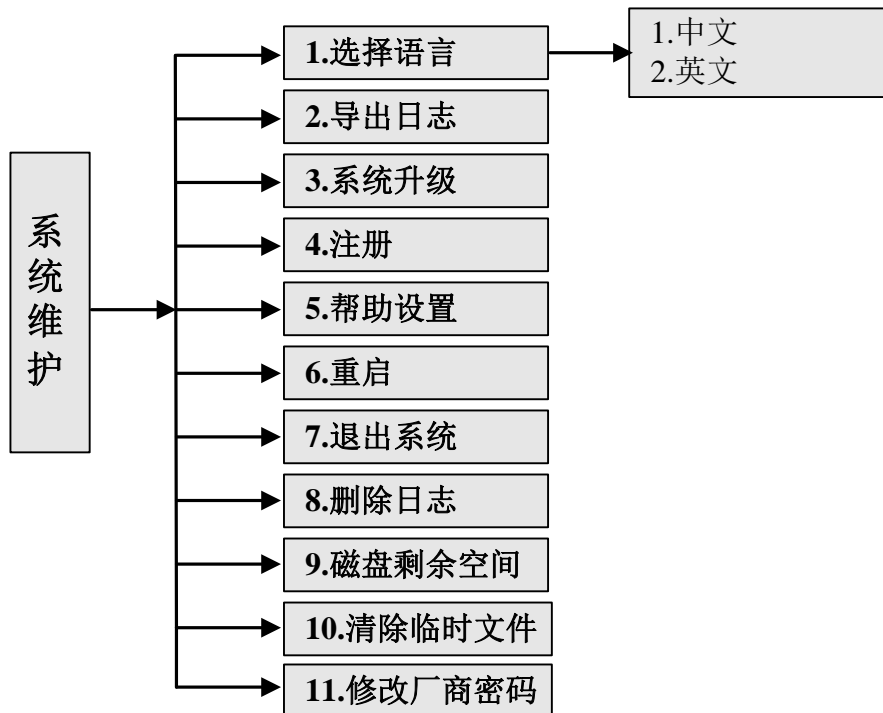 系统维护
1.选择语言
1.中文
2.英文
2.导出日志
3.系统升级
4.注册
5.帮助设置
6.重启
7.退出系统
8.删除日志
9.磁盘剩余空间
10.清除临时文件
11.修改厂商密码